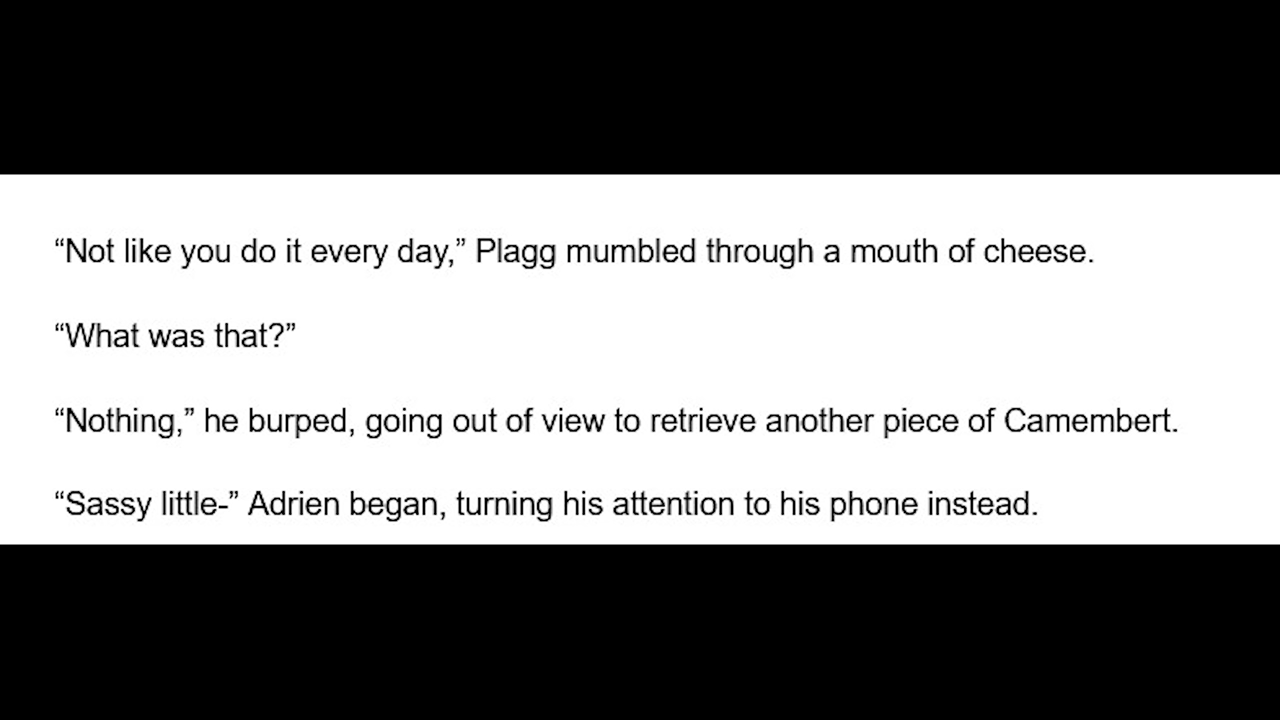 “Not like you do it every day,” Plagg mumbled through a mouth of cheese.
“What was that?”
“Nothing,” he burped, going out of view to retrieve another piece of Camembert.
“Sassy little-” Adrien began, turning his attention to his phone instead.